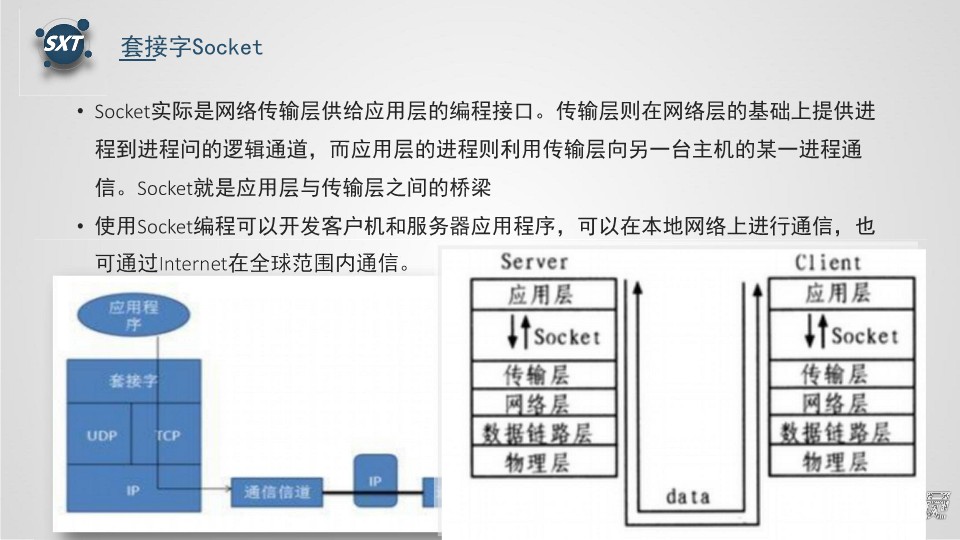 SXT
套接字Socket
• Socket实际是网络传输层供给应用层的编程接口。传输层则在网络层的基础上提供进
程到进程问的逻辑通道，而应用层的进程则利用传输层向另一台主机的某一进程通
信。Socket就是应用层与传输层之间的桥梁
• 使用Socket编程可以开发客户机和服务器应用程序，可以在本地网络上进行通信，也
可通过Internet在全球范围内通信。
应用程
序
套接字
UDP
TCP
IP
通信信道
IP
Server
应用层
Socket
传输层
网络层
数据链路层
物理层
data
Client
应用层
Socket
传输层
网络层
数据链路层
物理层